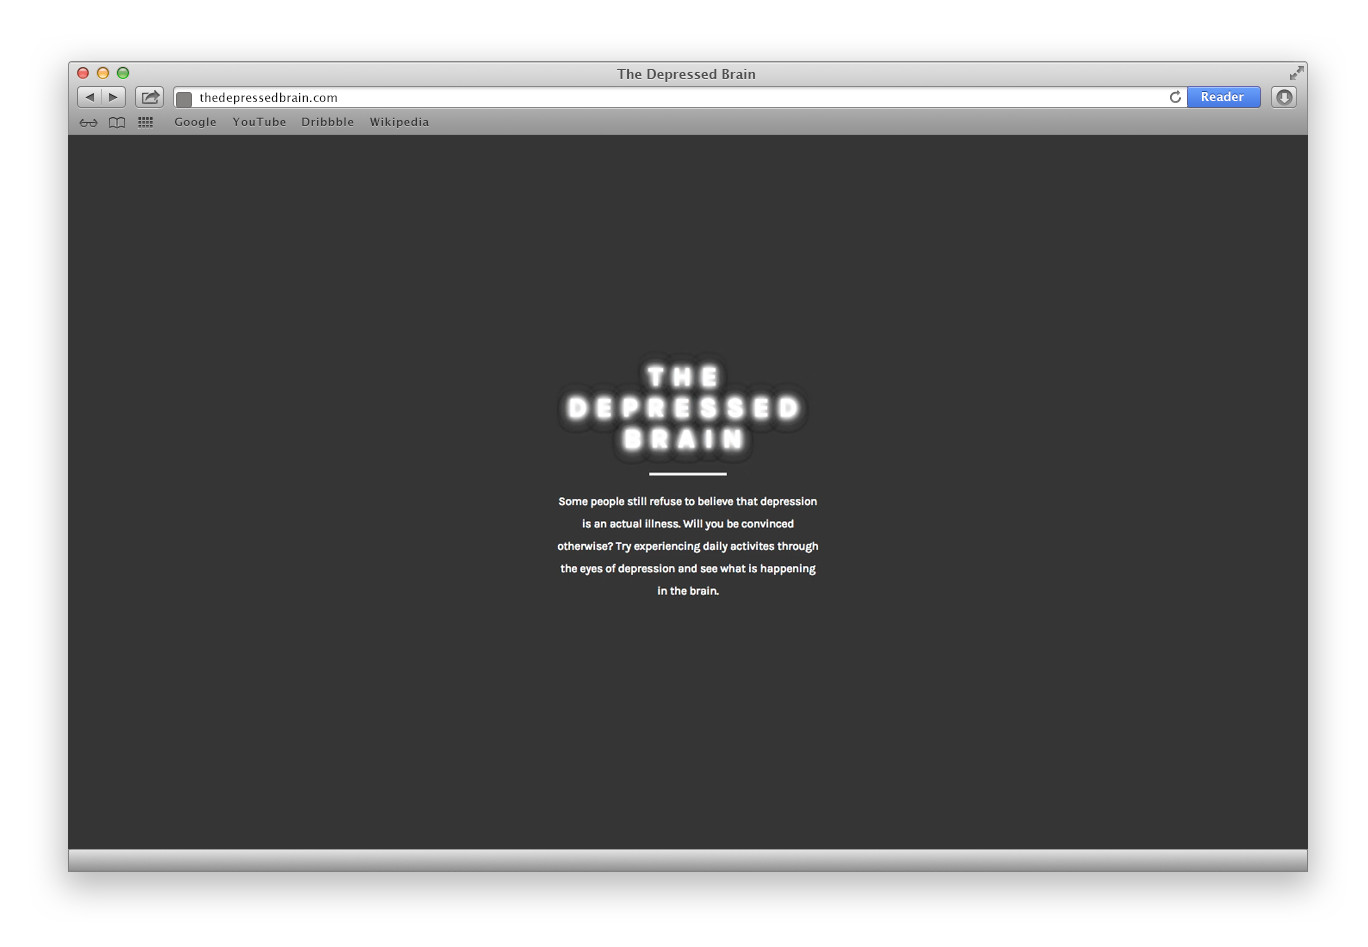 The Depressed Brain
thedepressedbrain.com
Reader
Google YouTube Dribbble Wikipedia
THE
DEPRESSED
BRAIN
Some people still refuse to believe that depression
is an actual illness. Will you be convinced
otherwise? Try experiencing daily activites through
the eyes of depression and see what is happening
in the brain.